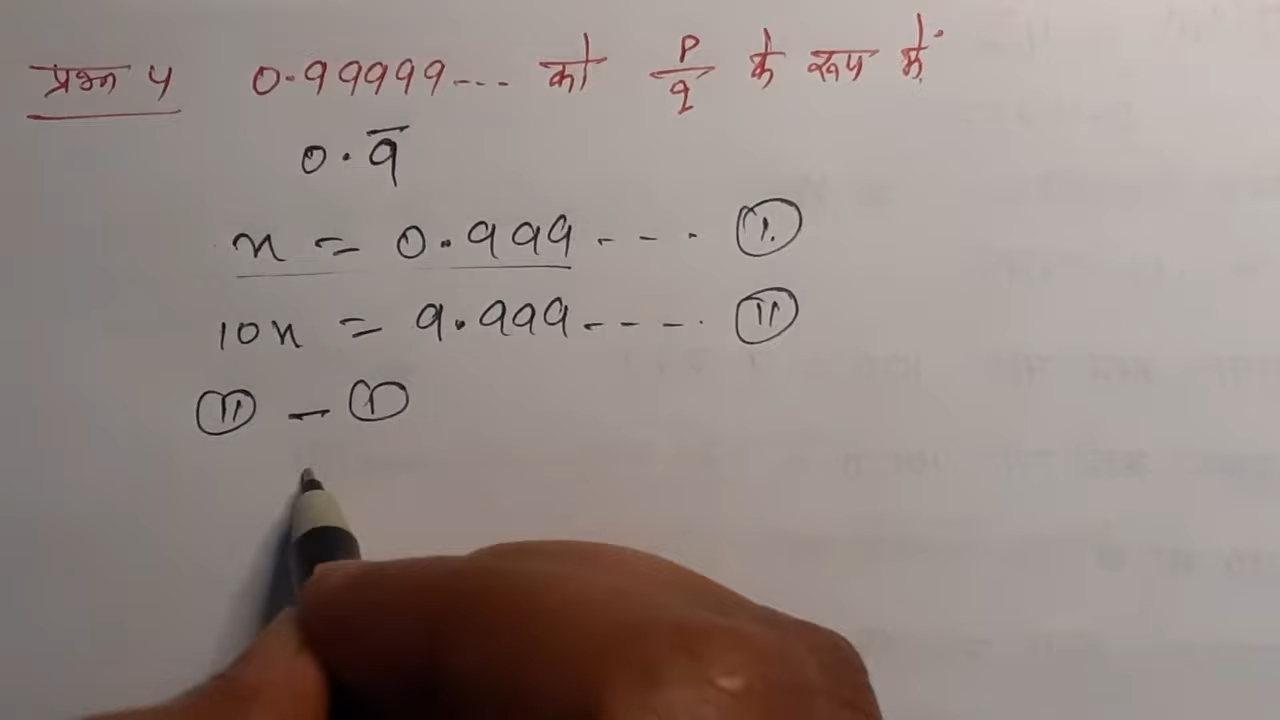 प्रश्न 4 0.99999... को P/q के रूप में
0.9̅
x = 0.999 - - - . (I)
10x = 9.999 - - - . (II)
(II) - (I)